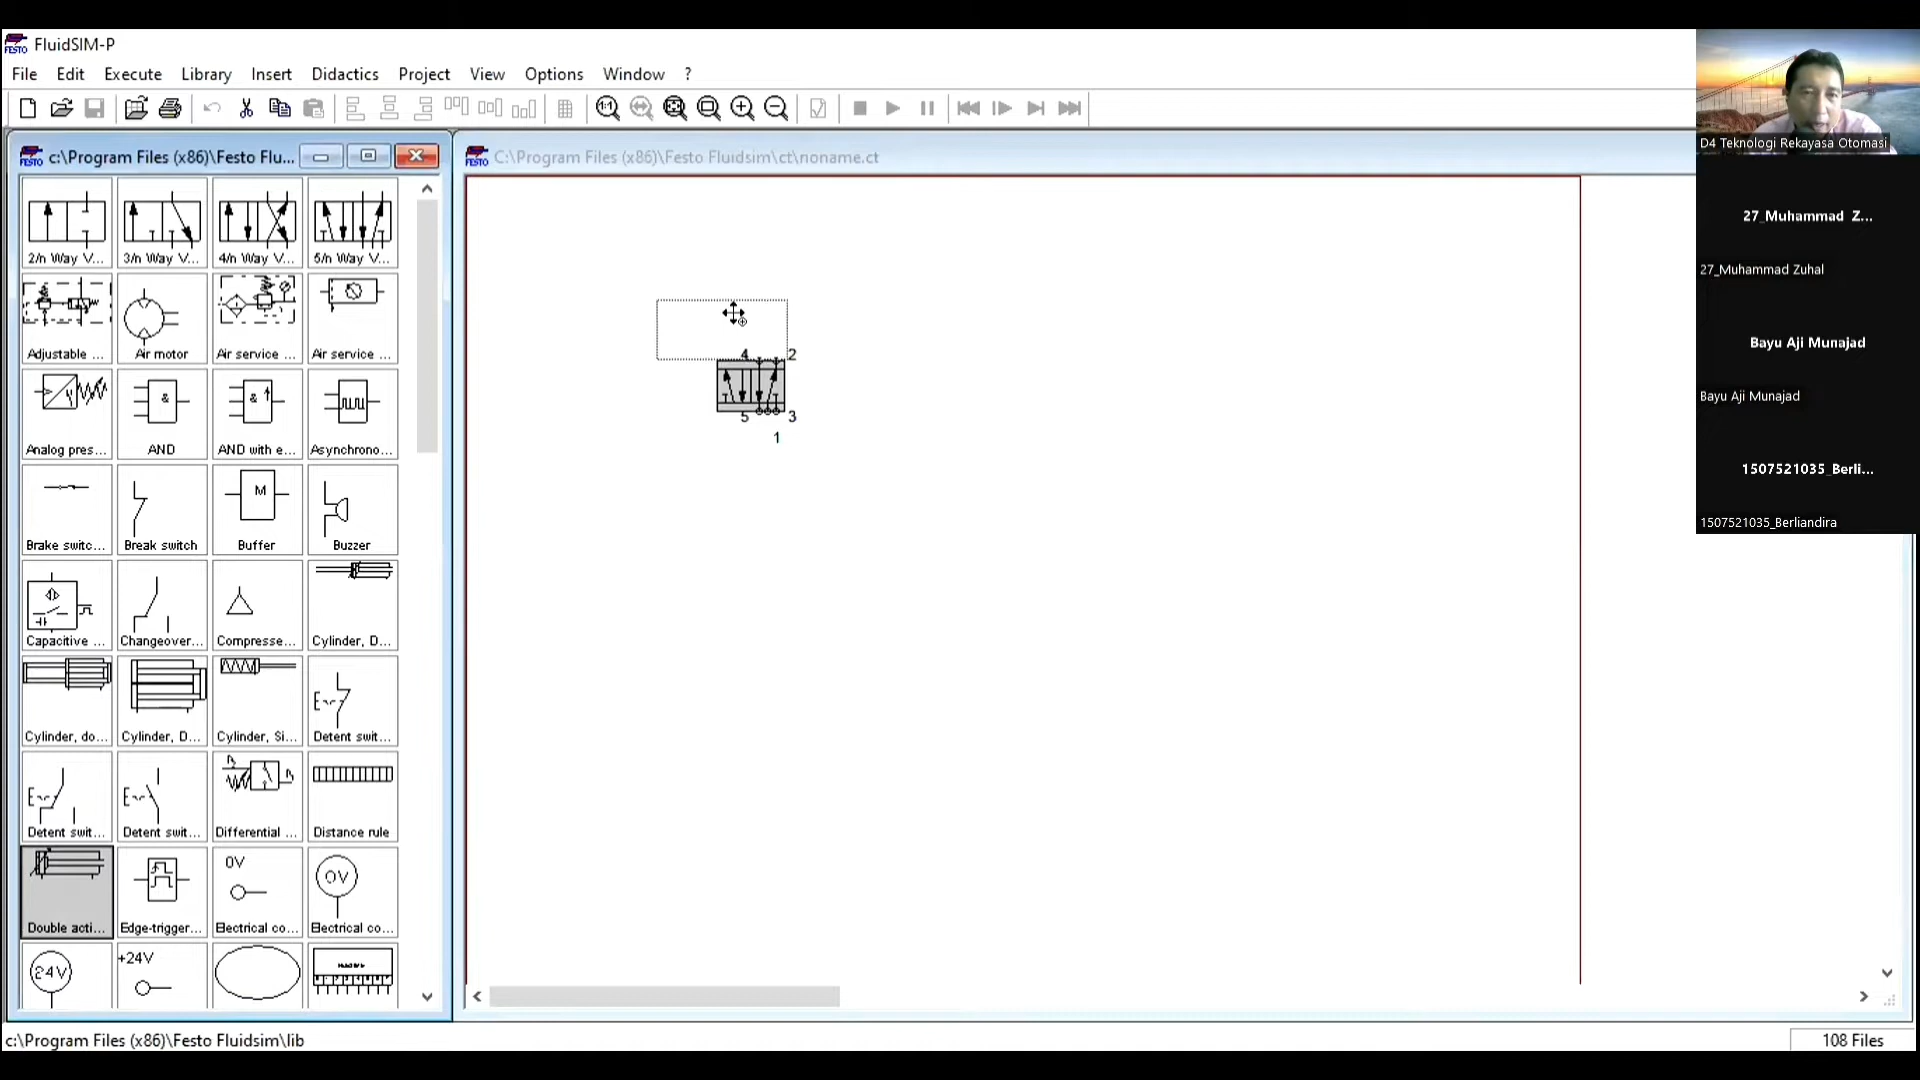 FluidSIM-P
File Edit Execute Library Insert Didactics Project View Options Window ?
c:\Program Files (x86)\Festo Flu...
C:\Program Files (x86)\Festo Fluidsim\ct\noname.ct
2/n Way V... 3/n Way V... 4/n Way V... 5/n Way V...
Adjustable ... Air motor Air service ... Air service ...
Analog pres... AND AND with e... Asynchrono...
Brake switc... Break switch Buffer Buzzer
Capacitive ... Changeover... Compresse... Cylinder, D...
Cylinder, do... Cylinder, D... Cylinder, Si... Detent swit...
Detent swit... Detent swit... Differential ... Distance rule
Double acti... Edge-trigger... Electrical co... Electrical co...
& & M
0V 0V
24V +24V
4 2
5 3
1
D4 Teknologi Rekayasa Otomasi
27_Muhammad Z...
27_Muhammad Zuhal
Bayu Aji Munajad
Bayu Aji Munajad
1507521035_Berli...
1507521035_Berliandira
c:\Program Files (x86)\Festo Fluidsim\lib
108 Files